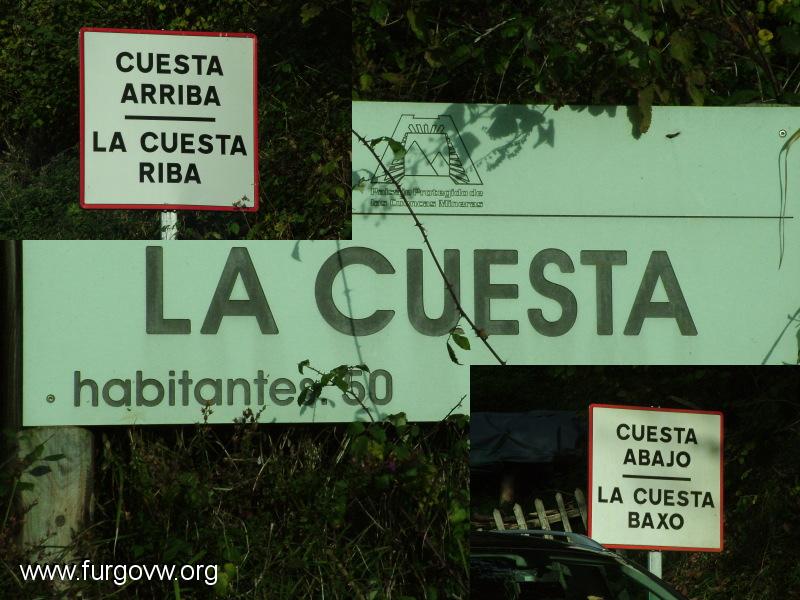 CUESTA
ARRIBA
LA CUESTA
RIBA
Paisaje Protegido de
las Cuencas Mineras
LA CUESTA
habitantes: 50
CUESTA
ABAJO
LA CUESTA
BAXO
www.furgovw.org